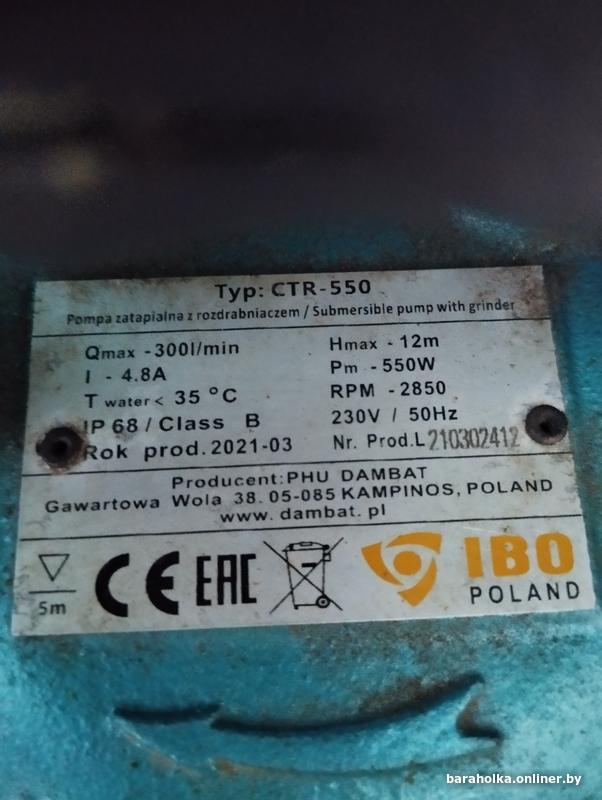 Typ: CTR-550
Pompa zatapialna z rozdrabniaczem / Submersible pump with grinder
Qmax - 300l/min Hmax - 12m
I - 4.8A Pm - 550W
T water < 35 °C RPM - 2850
IP 68 / Class B 230V / 50Hz
Rok prod. 2021-03 Nr. Prod.L 210302412
Producent: PHU DAMBAT
Gawartowa Wola 38. 05-085 KAMPINOS, POLAND
www. dambat. pl
5m CE EAC IBO
POLAND
baraholka.onliner.by